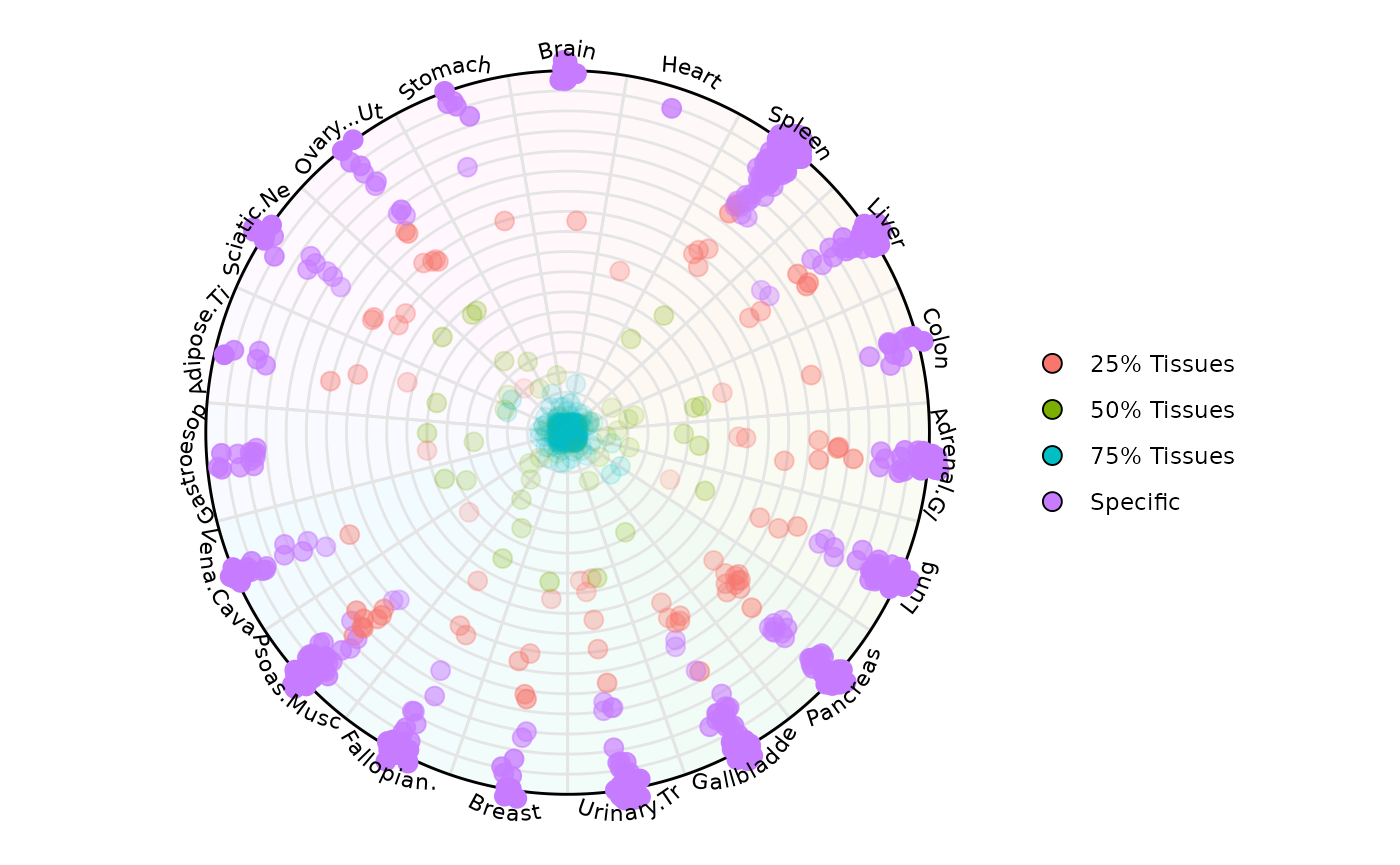 Brain
Heart
Spleen
Liver
Colon
Adrenal.Gl
Lung
Pancreas
Gallbladde
Urinary.Tr
Breast
Fallopian.
Psoas.Musc
Vena.Cava
Gastroesop
Adipose.Ti
Sciatic.Ne
Ovary...Ut
Stomach
25% Tissues
50% Tissues
75% Tissues
Specific